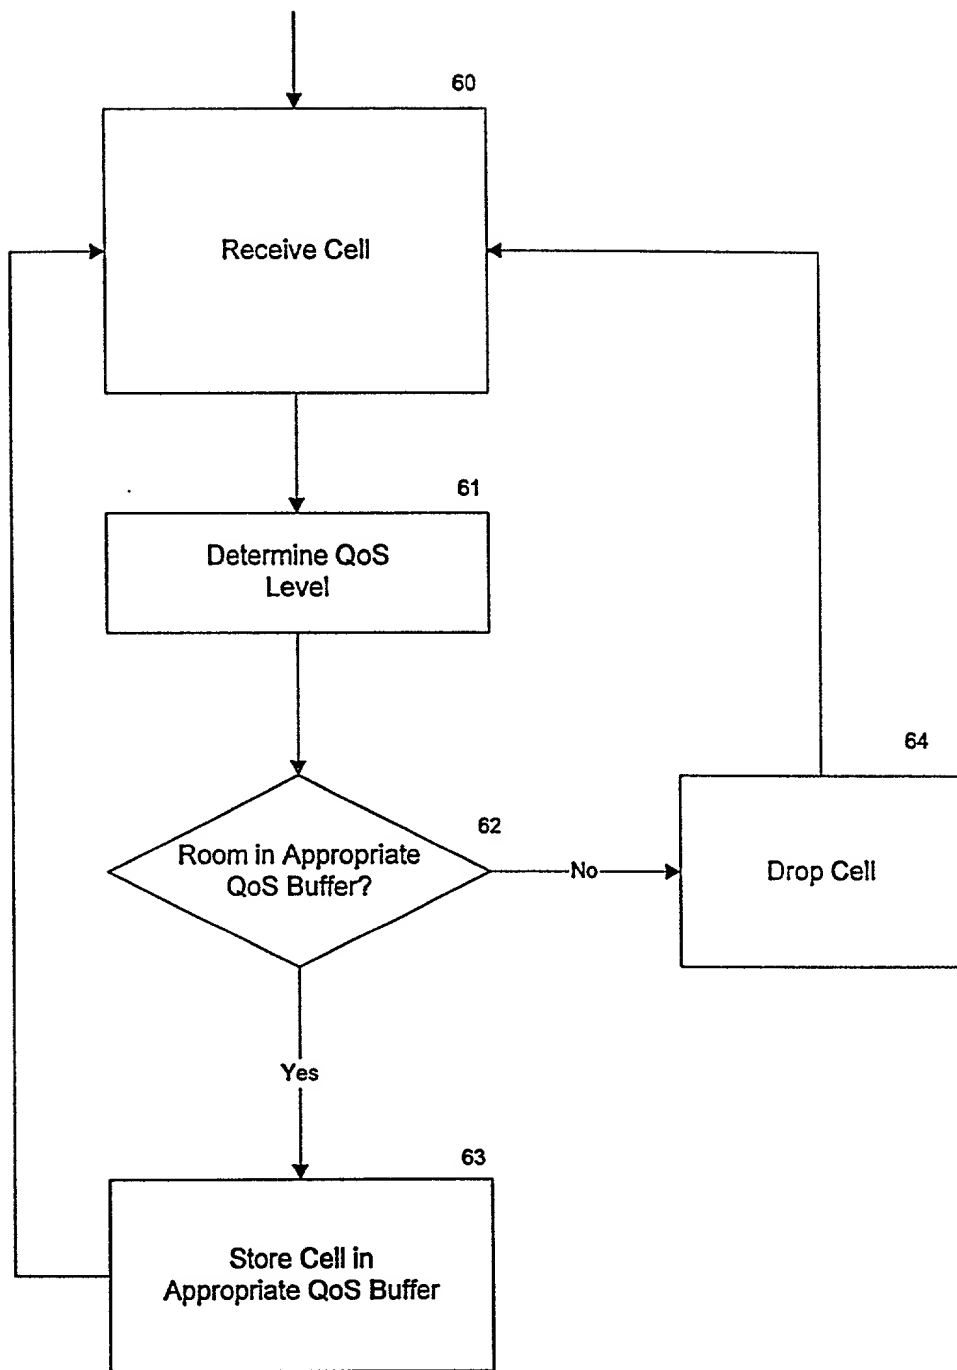 60
Receive Cell
61
Determine QoS
Level
62
Room in Appropriate
QoS Buffer?
No
64
Drop Cell
Yes
63
Store Cell in
Appropriate QoS Buffer